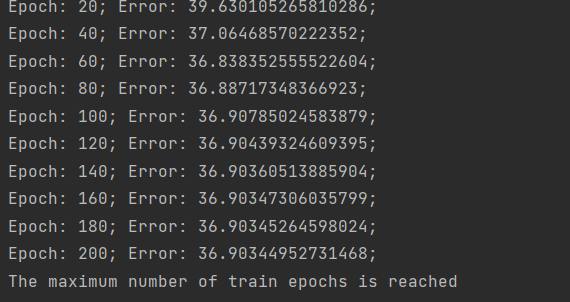 Epoch: 20; Error: 39.630105265810286;
Epoch: 40; Error: 37.06468570222352;
Epoch: 60; Error: 36.838352555522604;
Epoch: 80; Error: 36.88717348366923;
Epoch: 100; Error: 36.90785024583879;
Epoch: 120; Error: 36.90439324609395;
Epoch: 140; Error: 36.90360513885904;
Epoch: 160; Error: 36.90347306035799;
Epoch: 180; Error: 36.90345264598024;
Epoch: 200; Error: 36.90344952731468;
The maximum number of train epochs is reached